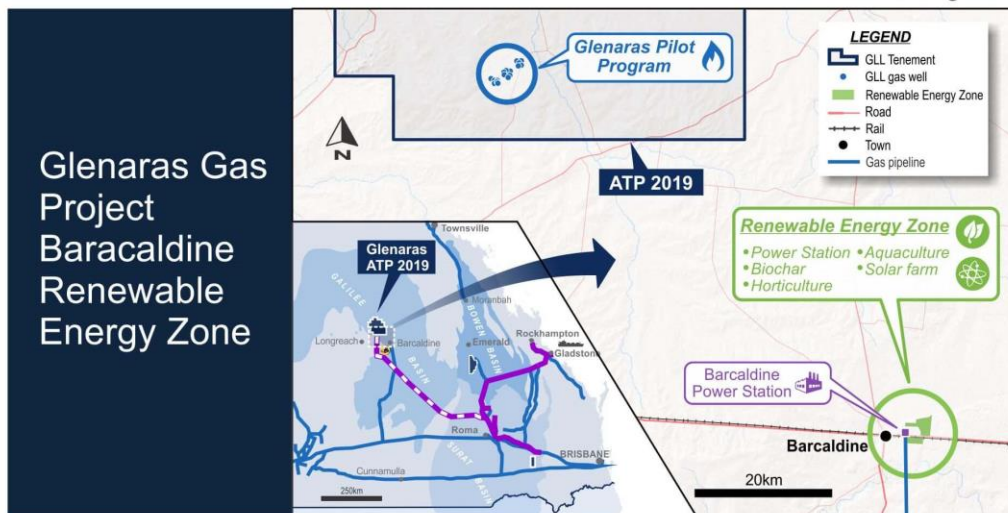 Glenaras Gas
Project
Baracaldine
Renewable
Energy Zone
Glenaras Pilot
Program
N
ATP 2019
LEGEND
GLL Tenement
GLL gas well
Renewable Energy Zone
Road
Rail
Town
Gas pipeline
Renewable Energy Zone
•Power Station •Aquaculture
•Biochar •Solar farm
•Horticulture
Barcaldine
Power Station
Barcaldine
20km
Townsville
Glenaras
ATP 2019
GALILEE
BASIN
Moranbah
BOWEN BASIN
Longreach
Barcaldine
Emerald
Rockhampton
Gladstone
Roma
SURAT
BASIN
BRISBANE
Cunnamulla
250km